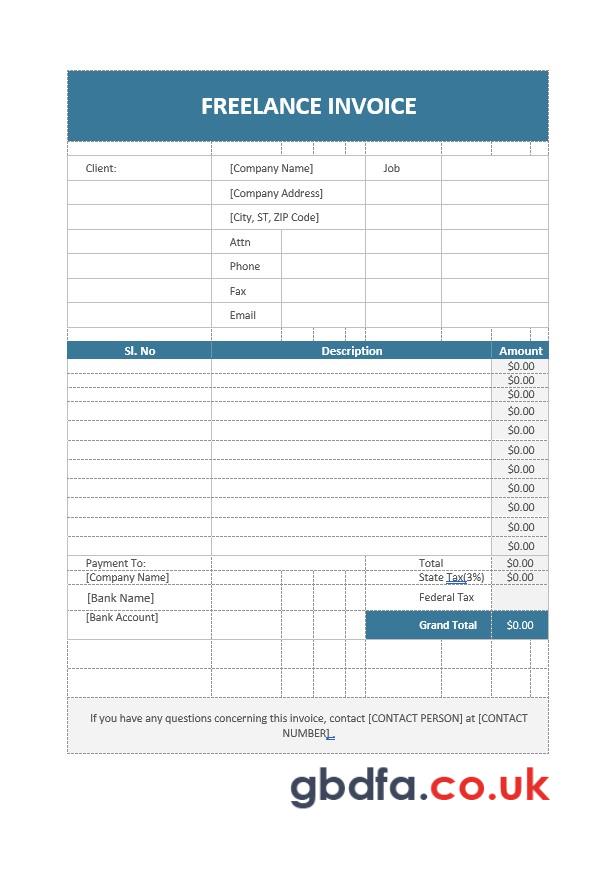 FREELANCE INVOICE
Client: [Company Name] Job
[Company Address]
[City, ST, ZIP Code]
Attn
Phone
Fax
Email
Sl. No Description Amount
$0.00
$0.00
$0.00
$0.00
$0.00
$0.00
$0.00
$0.00
$0.00
$0.00
$0.00
Payment To: Total $0.00
[Company Name] State Tax(3%) $0.00
[Bank Name] Federal Tax
[Bank Account] Grand Total $0.00
If you have any questions concerning this invoice, contact [CONTACT PERSON] at [CONTACT
NUMBER]..
gbdfa.co.uk